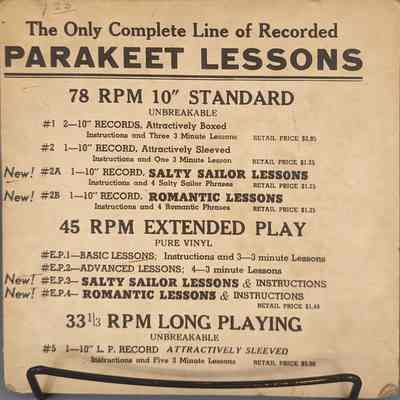 The Only Complete Line of Recorded
PARAKEET LESSONS
78 RPM 10" STANDARD
UNBREAKABLE
#1 2—10" RECORDS, Attractively Boxed
Instructions and Three 3 Minute Lessons RETAIL PRICE $2.95
#2 1—10" RECORD, Attractively Sleeved
Instructions and One 3 Minute Lesson RETAIL PRICE $1.25
New! #2A 1—10" RECORD. SALTY SAILOR LESSONS
Instructions and 4 Salty Sailor Phrases RETAIL PRICE $1.25
New! #2B 1—10" RECORD. ROMANTIC LESSONS
Instructions and 4 Romantic Phrases RETAIL PRICE $1.25
45 RPM EXTENDED PLAY
PURE VINYL
#E.P.1—BASIC LESSONS; Instructions and 3—3 minute Lessons
#E.P.2—ADVANCED LESSONS; 4—3 minute Lessons
New! #E.P.3— SALTY SAILOR LESSONS & INSTRUCTIONS
New! #E.P.4— ROMANTIC LESSONS & INSTRUCTIONS
RETAIL PRICE $1.49
33 1/3 RPM LONG PLAYING
UNBREAKABLE
#5 1—10" L. P. RECORD ATTRACTIVELY SLEEVED
Instructions and Five 3 Minute Lessons RETAIL PRICE